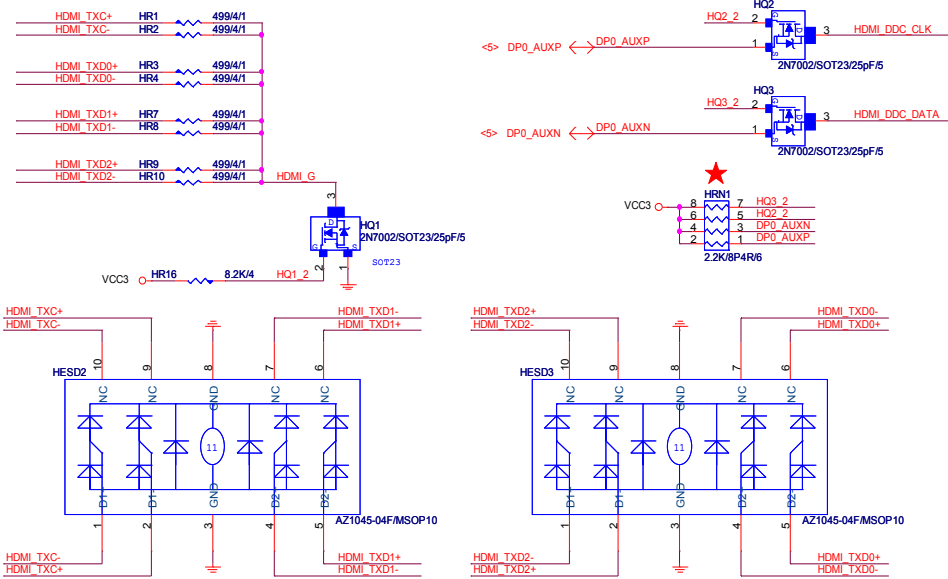 HDMI_TXC+ HR1 499/4/1
HDMI_TXC- HR2 499/4/1
HDMI_TXD0+ HR3 499/4/1
HDMI_TXD0- HR4 499/4/1
HDMI_TXD1+ HR7 499/4/1
HDMI_TXD1- HR8 499/4/1
HDMI_TXD2+ HR9 499/4/1
HDMI_TXD2- HR10 499/4/1 HDMI_G
3
D
HQ1
2N7002/SOT23/25pF/5
G S
SOT23
2 1
VCC3 HR16 8.2K/4 HQ1_2
HQ2
HQ2_2 2 G D 3 HDMI_DDC_CLK
<5> DP0_AUXP DP0_AUXP 1 S
2N7002/SOT23/25pF/5
HQ3
HQ3_2 2 G D 3 HDMI_DDC_DATA
<5> DP0_AUXN DP0_AUXN 1 S
2N7002/SOT23/25pF/5
HRN1
VCC3 8 7 HQ3_2
6 5 HQ2_2
4 3 DP0_AUXN
2 1 DP0_AUXP
2.2K/8P4R/6
HDMI_TXC+ HDMI_TXD1-
HDMI_TXC- HDMI_TXD1+
10 9 8 7 6
HESD2
NC NC GND NC NC
11
D1- D1- GND D2- D2-
AZ1045-04F/MSOP10
1 2 3 4 5
HDMI_TXC- HDMI_TXD1+
HDMI_TXC+ HDMI_TXD1-
HDMI_TXD2+ HDMI_TXD0-
HDMI_TXD2- HDMI_TXD0+
10 9 8 7 6
HESD3
NC NC GND NC NC
11
D1- D1- GND D2- D2-
AZ1045-04F/MSOP10
1 2 3 4 5
HDMI_TXD2- HDMI_TXD0+
HDMI_TXD2+ HDMI_TXD0-